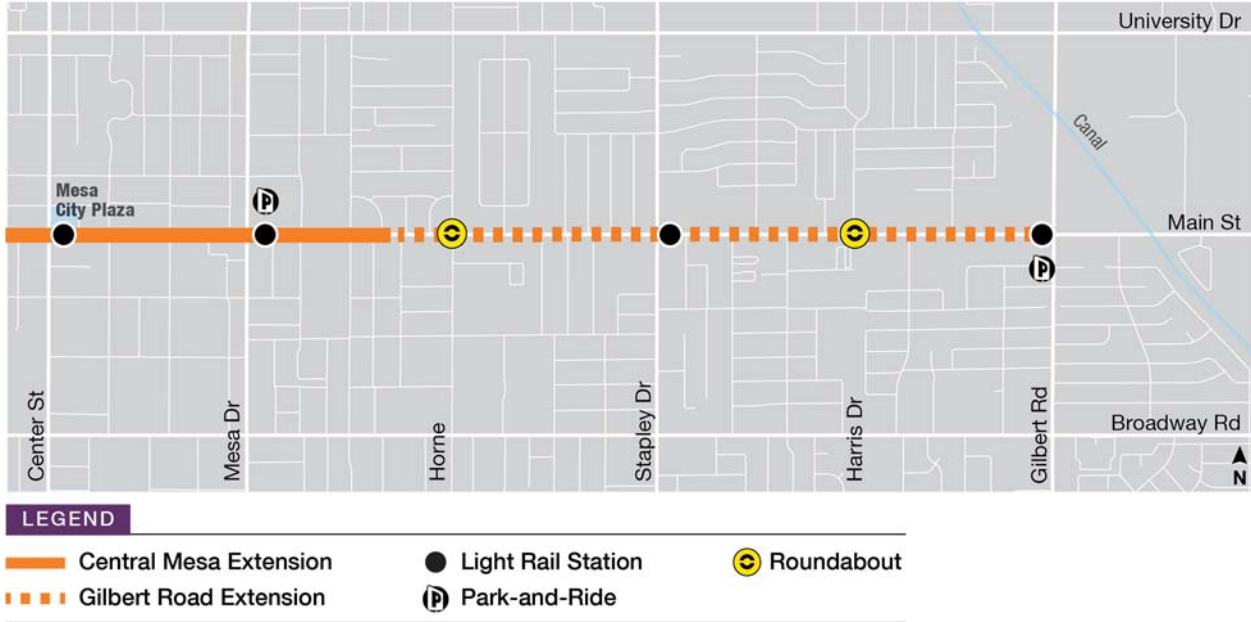 University Dr
Canal
Mesa
City Plaza
Main St
Center St
Mesa Dr
Horne
Stapley Dr
Harris Dr
Gilbert Rd
Broadway Rd
N
LEGEND
Central Mesa Extension
Light Rail Station
Roundabout
Gilbert Road Extension
P
Park-and-Ride